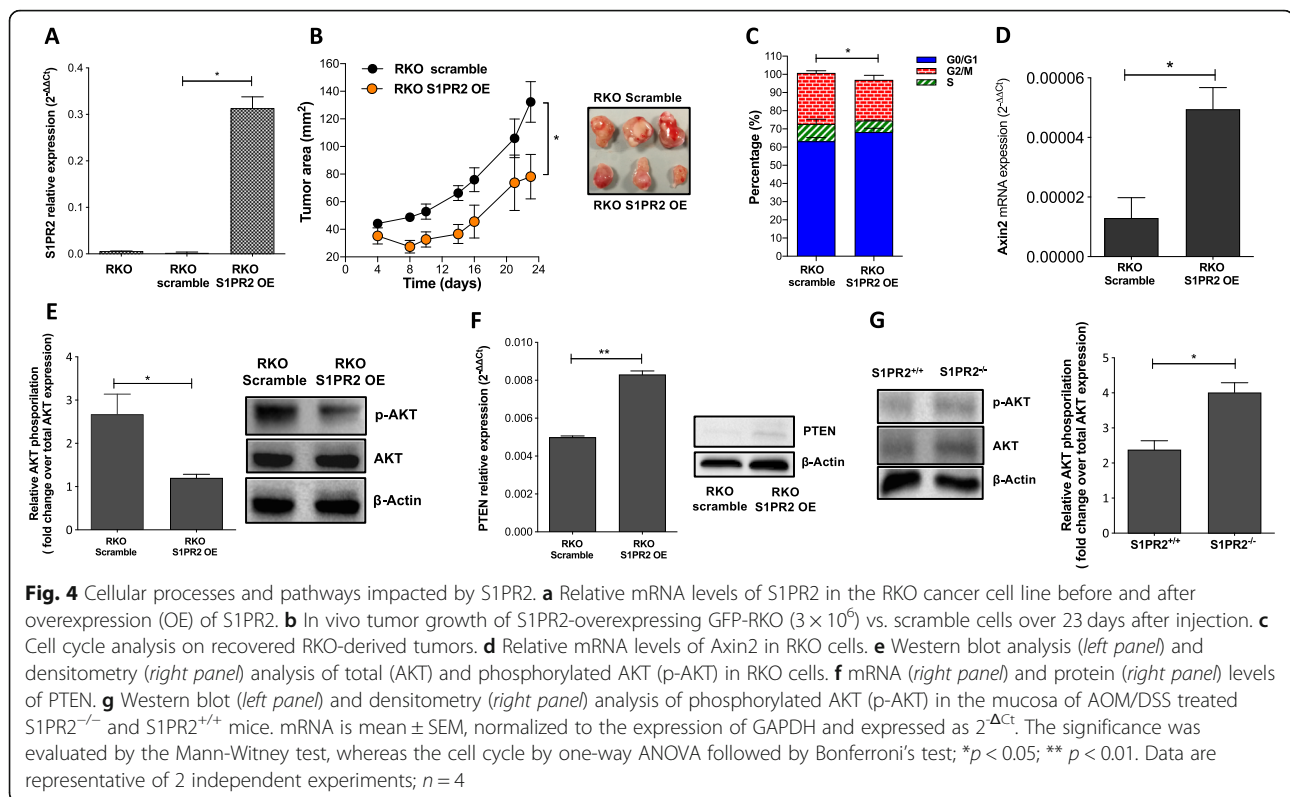 A
S1PR2 relative expression (2-ΔΔCt)
0.4
0.3
0.2
0.1
0.0
*
RKO
RKO scramble
RKO S1PR2 OE
B
RKO scramble
RKO S1PR2 OE
Tumor area (mm²)
160
140
120
100
80
60
40
20
0 4 8 12 16 20 24
Time (days)
*
RKO Scramble
RKO S1PR2 OE
C
Percentage (%)
110
100
90
80
70
60
50
40
30
20
10
0
*
G0/G1
G2/M
S
RKO scramble
RKO S1PR2 OE
D
Axin2 mRNA expession (2-ΔΔCt)
0.00006
0.00004
0.00002
0.00000
*
RKO Scramble
RKO S1PR2 OE
E
Relative AKT phosporilation
( fold change over total AKT expression)
4
3
2
1
0
*
RKO Scramble
RKO S1PR2 OE
RKO Scramble
RKO S1PR2 OE
p-AKT
AKT
β-Actin
F
PTEN relative expression (2-ΔΔCt)
0.010
0.008
0.006
0.004
0.002
0.000
**
RKO Scramble
RKO S1PR2 OE
PTEN
β-Actin
RKO scramble
RKO S1PR2 OE
G
S1PR2+/+ S1PR2-/-
p-AKT
AKT
β-Actin
Relative AKT phosporilation
( fold change over total AKT expression)
5
4
3
2
1
0
*
S1PR2+/+
S1PR2-/-
Fig. 4 Cellular processes and pathways impacted by S1PR2. a Relative mRNA levels of S1PR2 in the RKO cancer cell line before and after
overexpression (OE) of S1PR2. b In vivo tumor growth of S1PR2-overexpressing GFP-RKO (3 × 10⁶) vs. scramble cells over 23 days after injection. c
Cell cycle analysis on recovered RKO-derived tumors. d Relative mRNA levels of Axin2 in RKO cells. e Western blot analysis (left panel) and
densitometry (right panel) analysis of total (AKT) and phosphorylated AKT (p-AKT) in RKO cells. f mRNA (right panel) and protein (right panel) levels
of PTEN. g Western blot (left panel) and densitometry (right panel) analysis of phosphorylated AKT (p-AKT) in the mucosa of AOM/DSS treated
S1PR2−/− and S1PR2+/+ mice. mRNA is mean ± SEM, normalized to the expression of GAPDH and expressed as 2-ΔCt. The significance was
evaluated by the Mann-Witney test, whereas the cell cycle by one-way ANOVA followed by Bonferroni's test; *p < 0.05; ** p < 0.01. Data are
representative of 2 independent experiments; n = 4